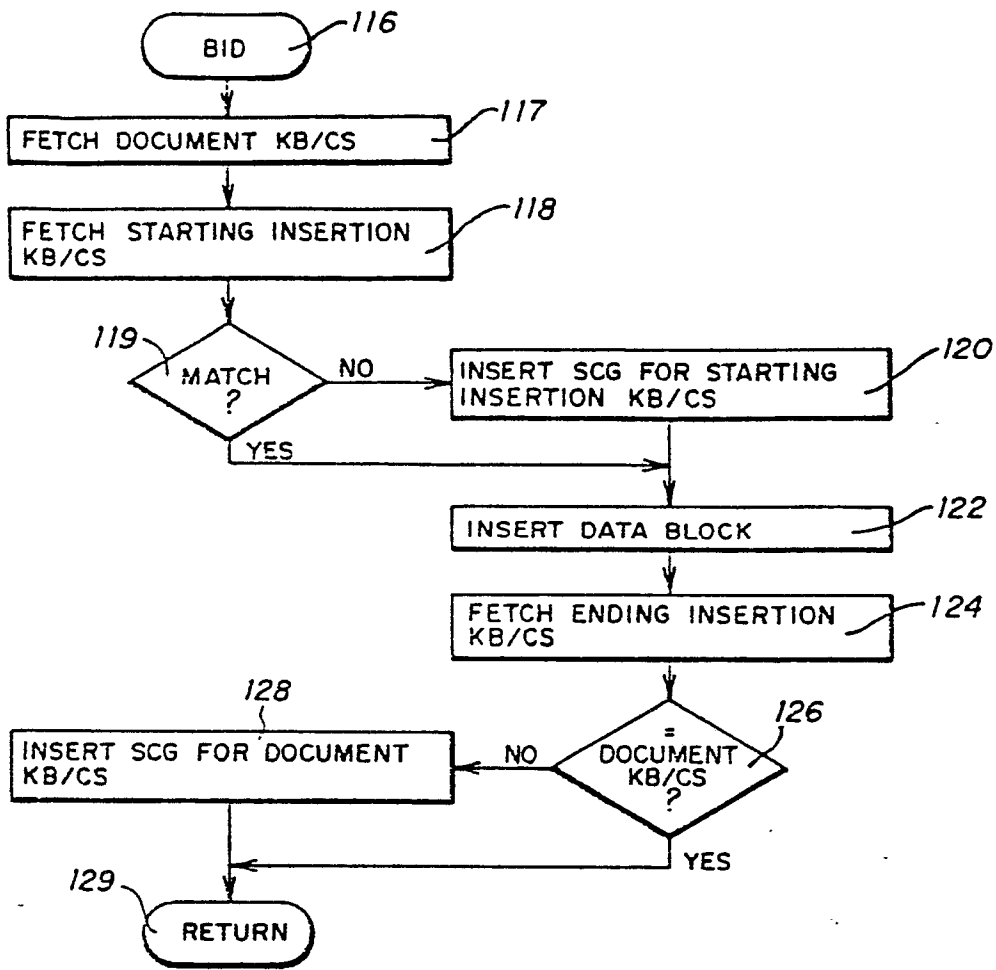 BID
116
117
FETCH DOCUMENT KB/CS
118
FETCH STARTING INSERTION
KB/CS
119
MATCH
?
NO
YES
120
INSERT SCG FOR STARTING
INSERTION KB/CS
122
INSERT DATA BLOCK
124
FETCH ENDING INSERTION
KB/CS
126
=
DOCUMENT
KB/CS
?
NO
YES
128
INSERT SCG FOR DOCUMENT
KB/CS
129
RETURN